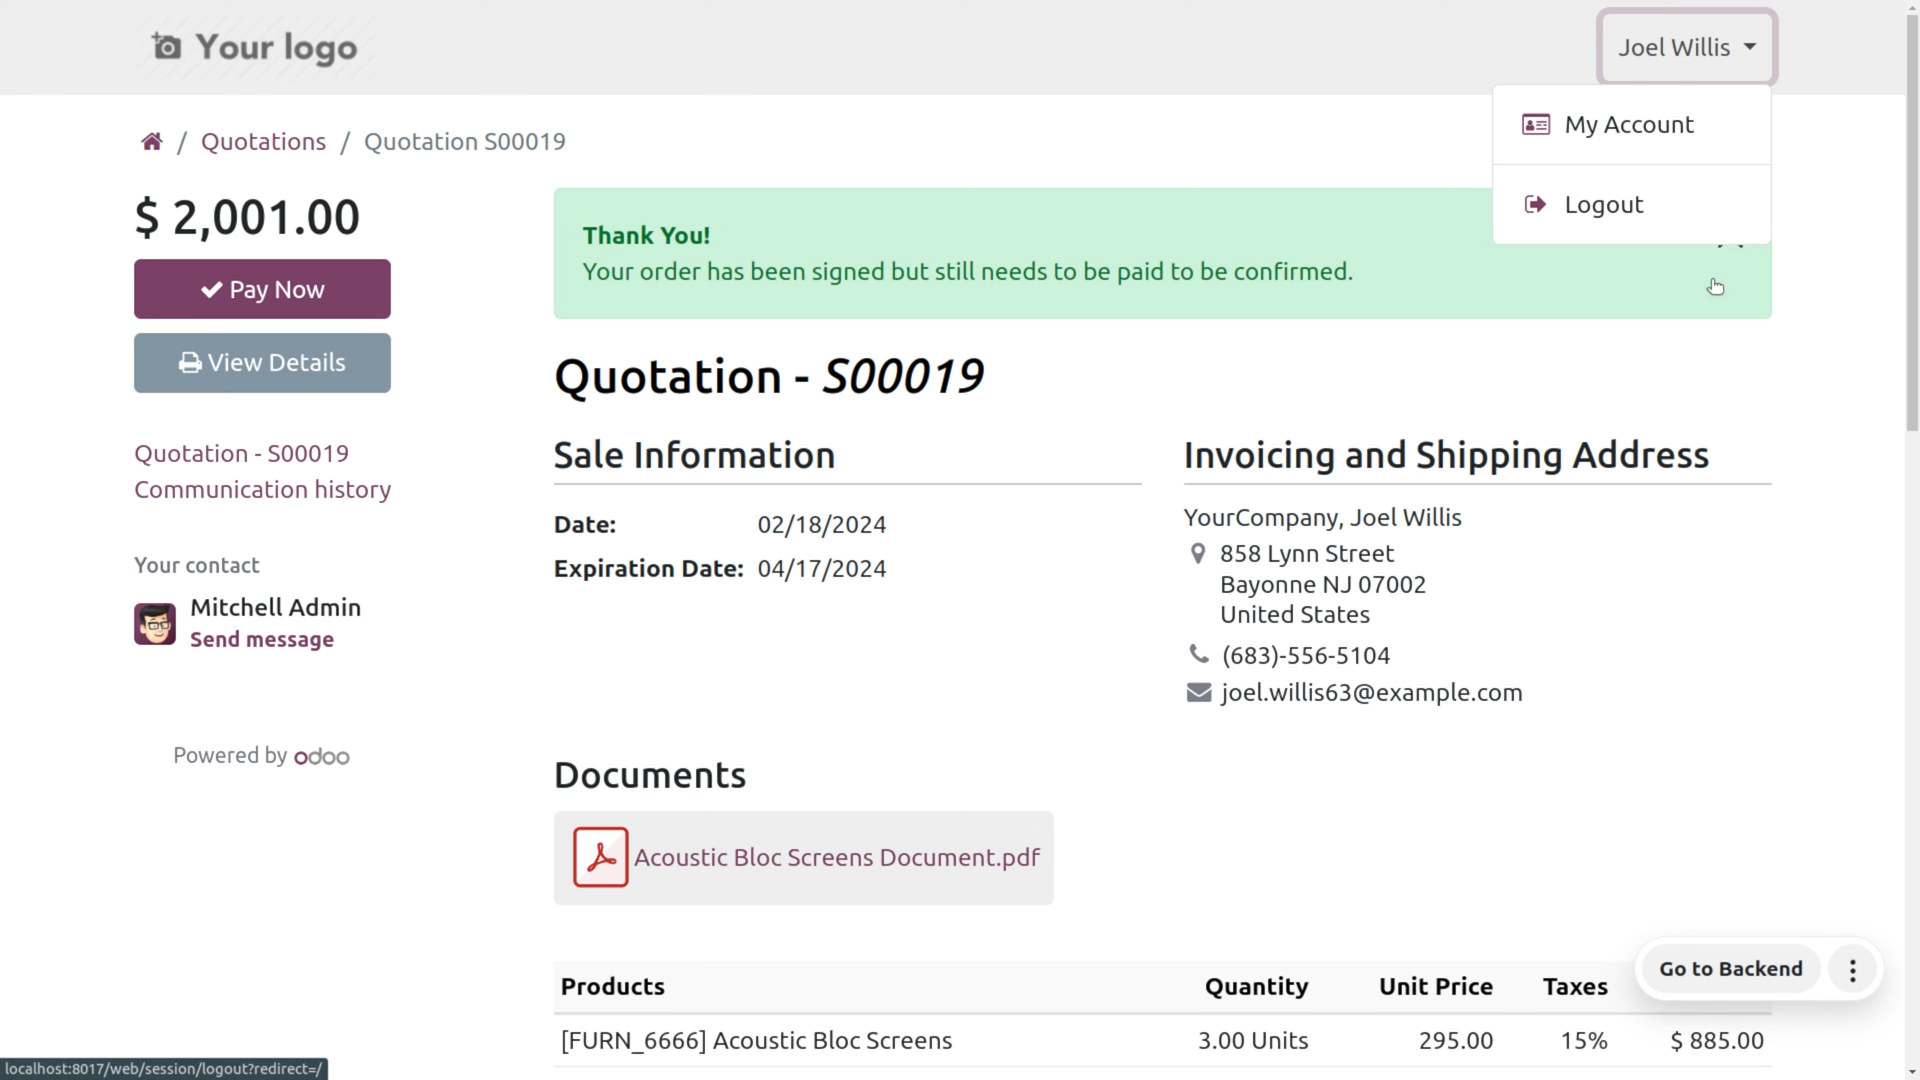 Your logo
Joel Willis
My Account
Logout
/ Quotations / Quotation S00019
$ 2,001.00
Pay Now
View Details
Quotation - S00019
Communication history
Your contact
Mitchell Admin
Send message
Powered by odoo
Thank You!
Your order has been signed but still needs to be paid to be confirmed.
Quotation - S00019
Sale Information
Date: 02/18/2024
Expiration Date: 04/17/2024
Invoicing and Shipping Address
YourCompany, Joel Willis
858 Lynn Street
Bayonne NJ 07002
United States
(683)-556-5104
joel.willis63@example.com
Documents
Acoustic Bloc Screens Document.pdf
Go to Backend
Products Quantity Unit Price Taxes
[FURN_6666] Acoustic Bloc Screens 3.00 Units 295.00 15% $ 885.00
localhost:8017/web/session/logout?redirect=/